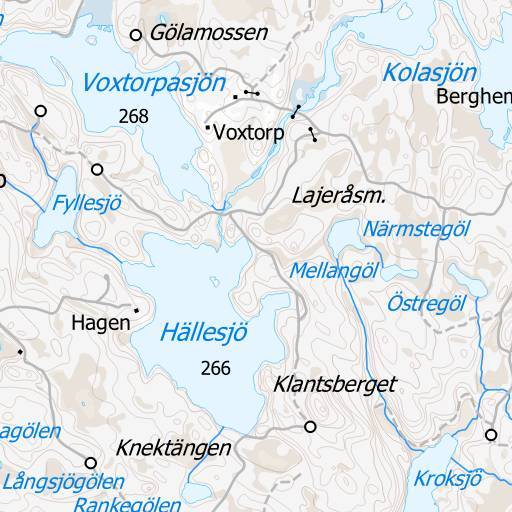 Gölamossen
Voxtorpasjön
Kolasjön
Berghem
268
Voxtorp
Fyllesjö
Lajeråsm.
Närmstegöl
Mellangöl
Östregöl
Hagen
Hällesjö
266
Klantsberget
agölen
Knektängen
Långsjögölen
Kroksjö
Rankegölen